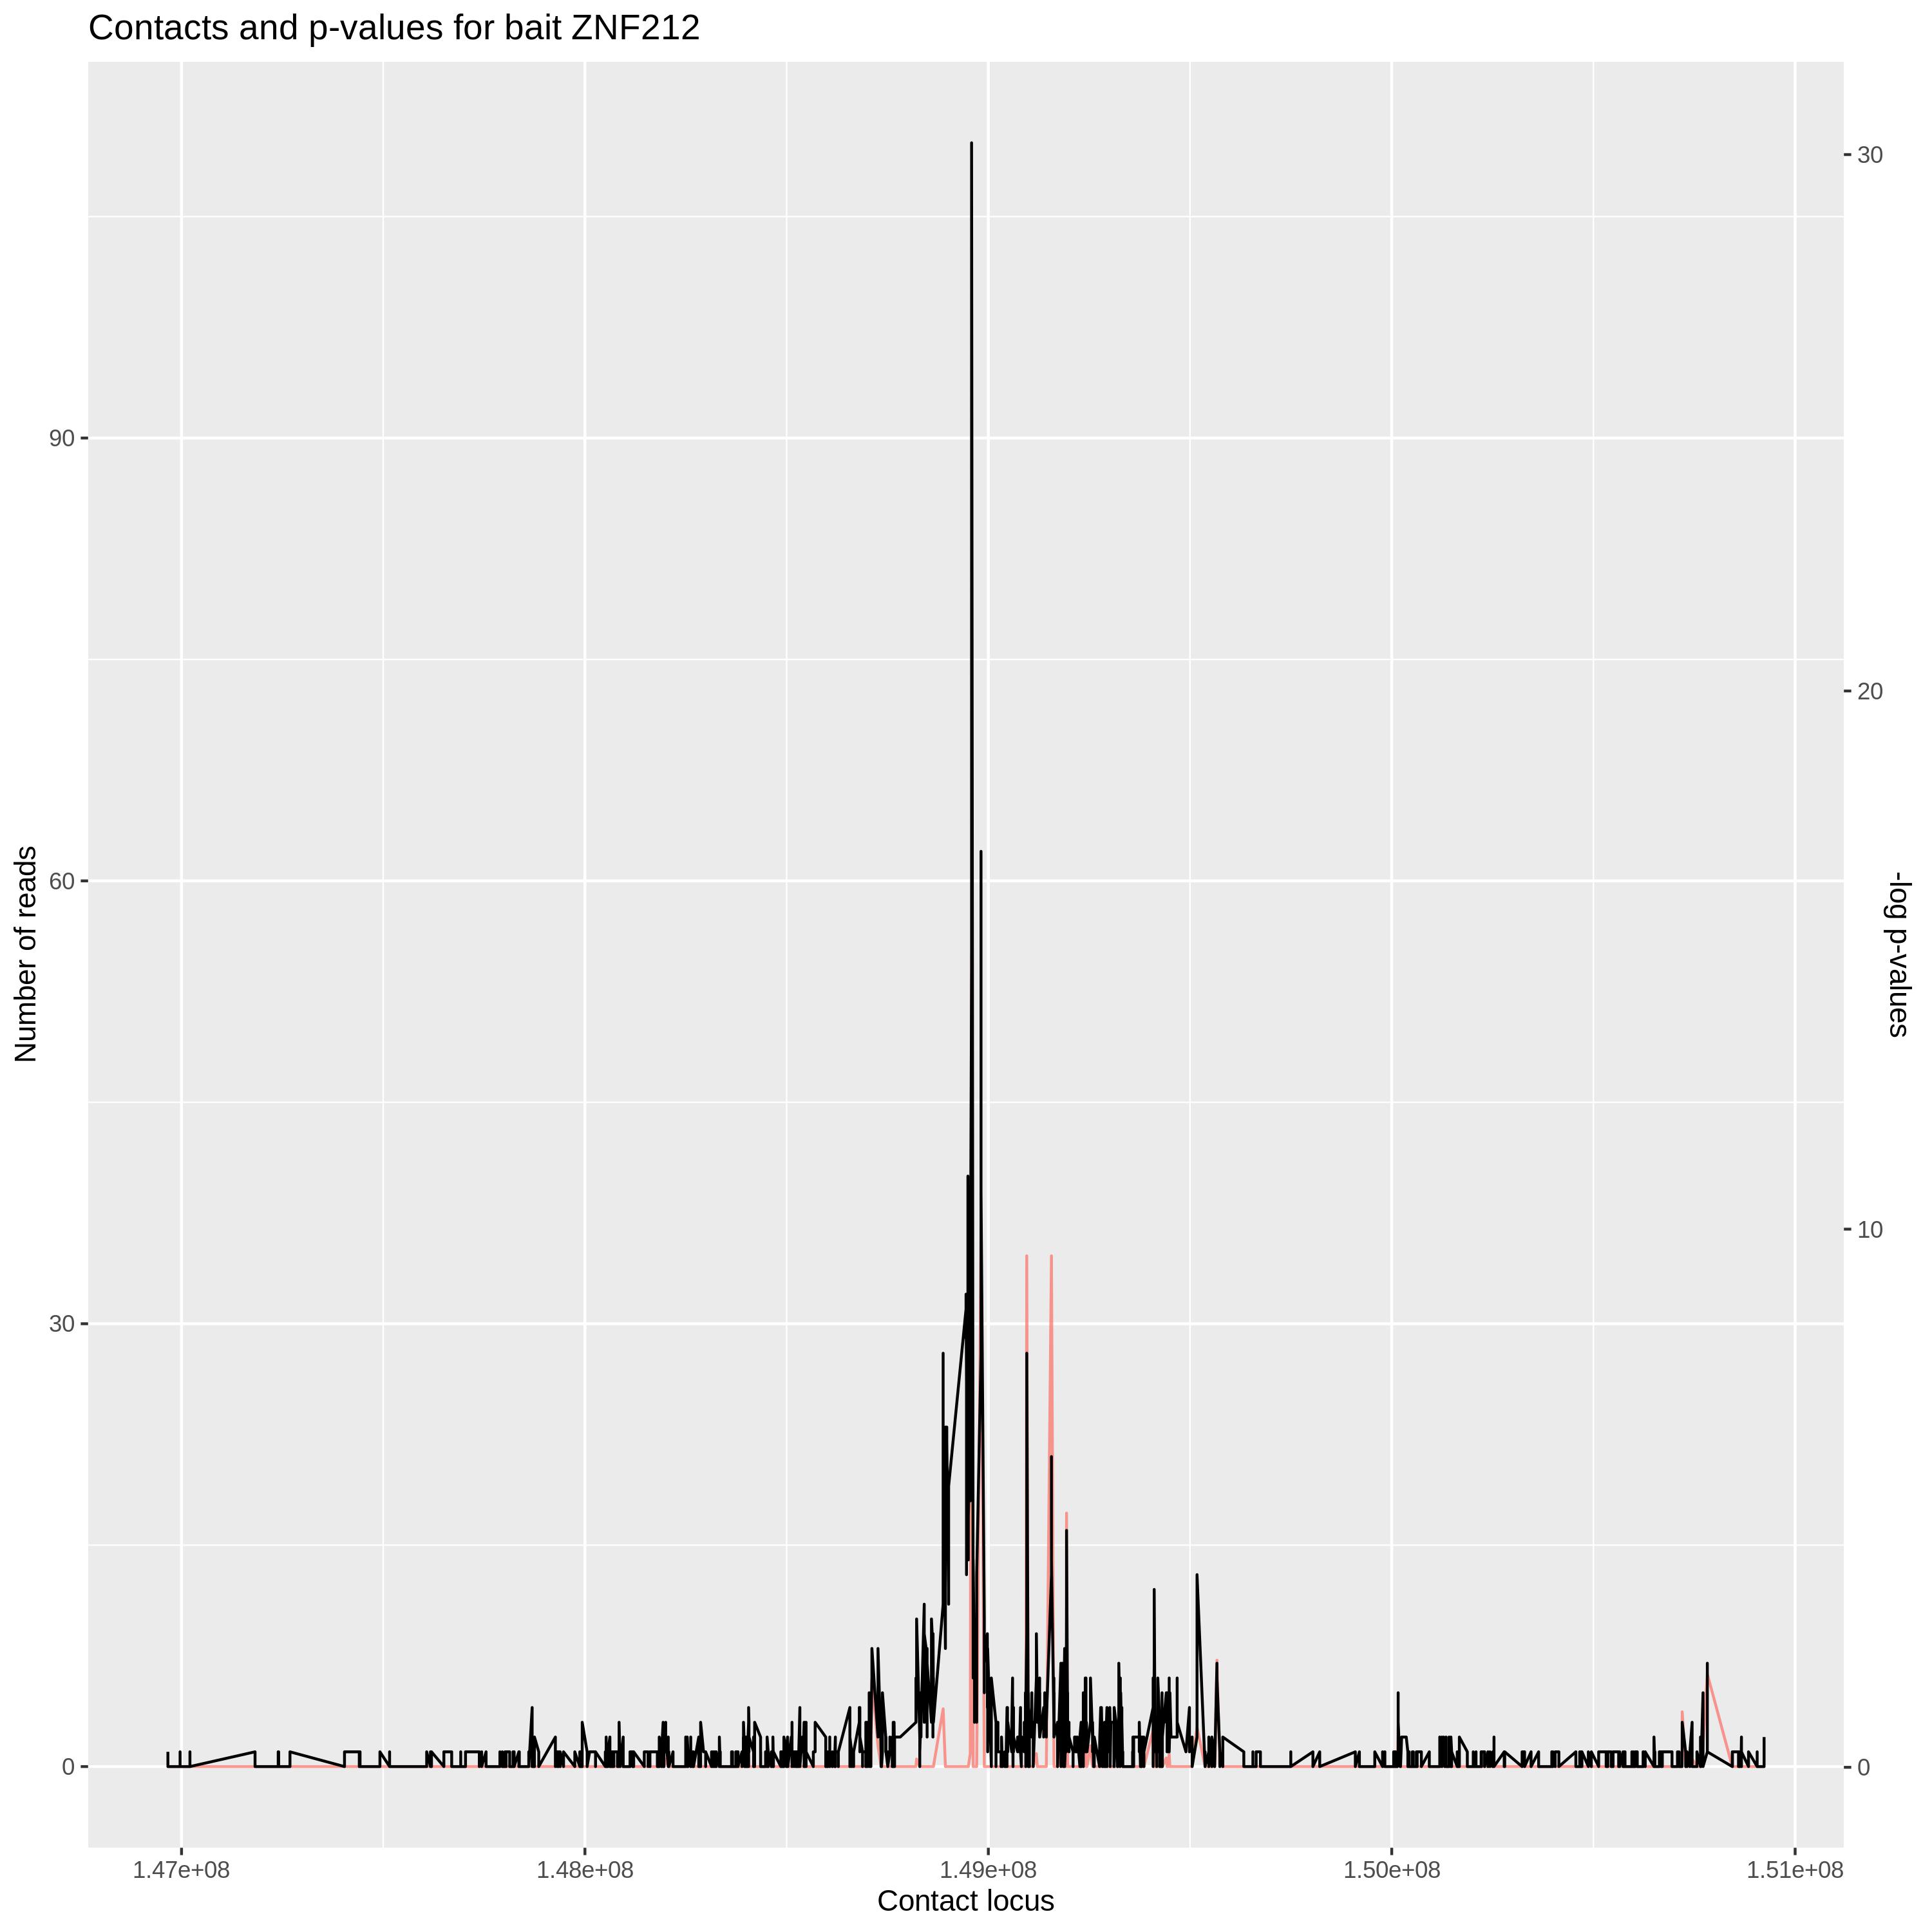 Contacts and p-values for bait ZNF212
30
90
20
60
Number of reads
-log p-values
10
30
0
0
1.47e+08
1.48e+08
1.49e+08
1.50e+08
1.51e+08
Contact locus